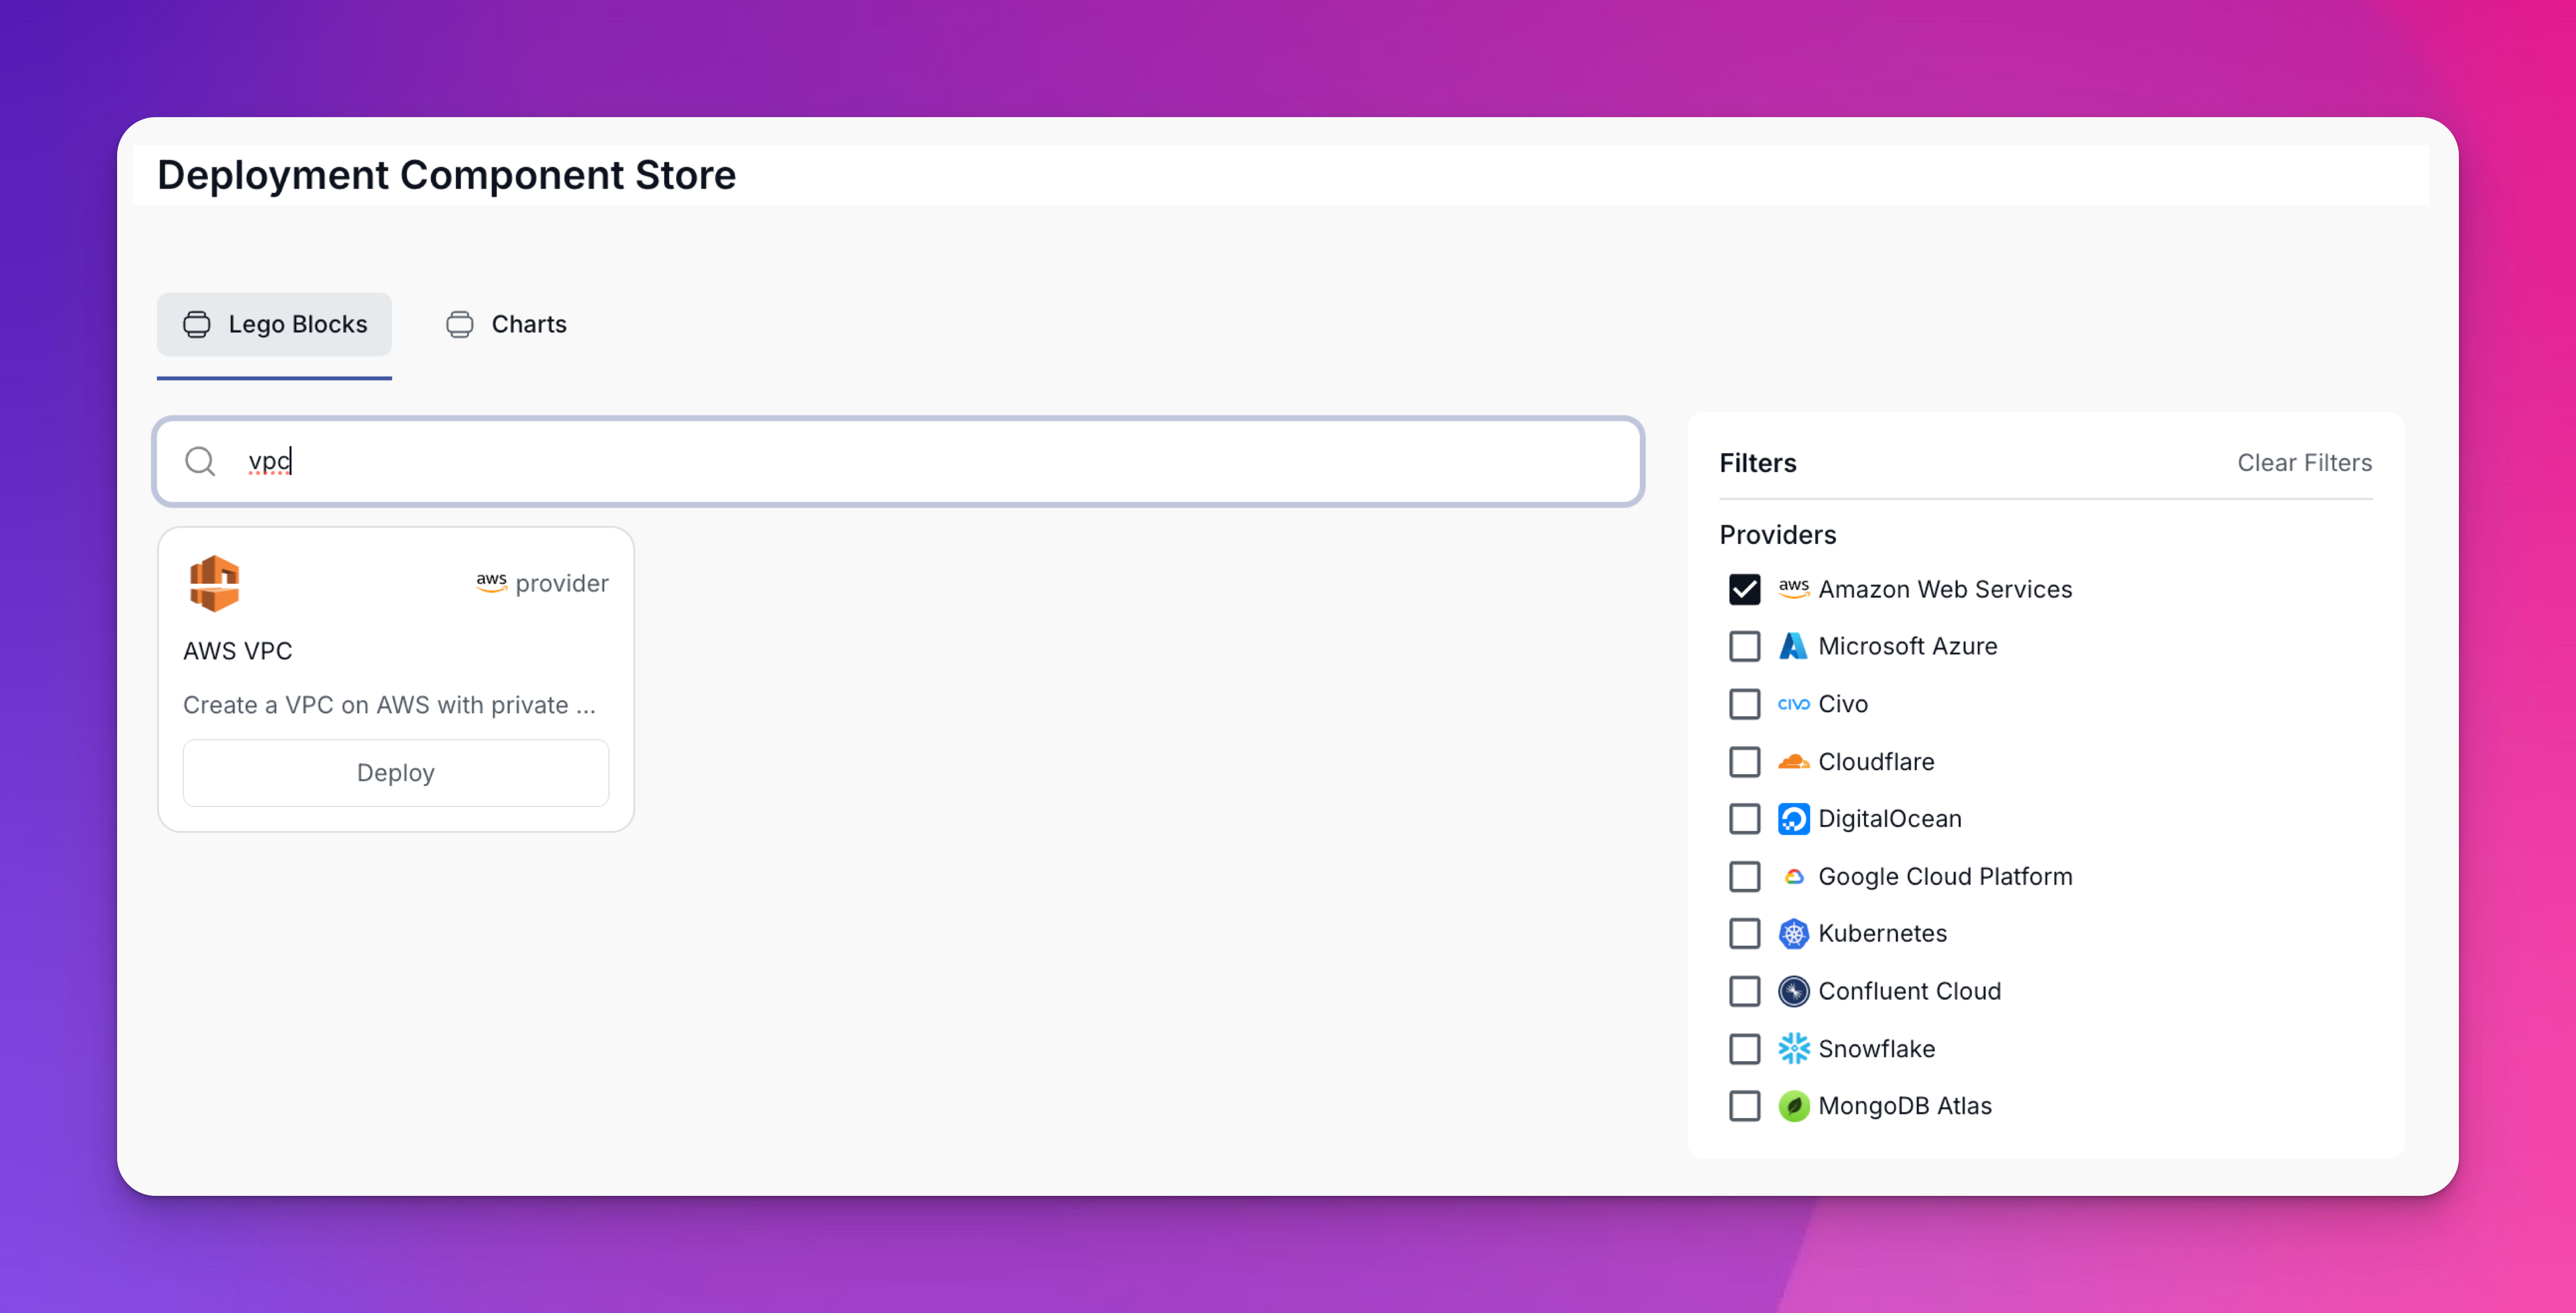 Deployment Component Store
Lego Blocks
Charts
vpc
aws provider
AWS VPC
Create a VPC on AWS with private ...
Deploy
Filters
Clear Filters
Providers
aws Amazon Web Services
Microsoft Azure
CIVO Civo
Cloudflare
DigitalOcean
Google Cloud Platform
Kubernetes
Confluent Cloud
Snowflake
MongoDB Atlas